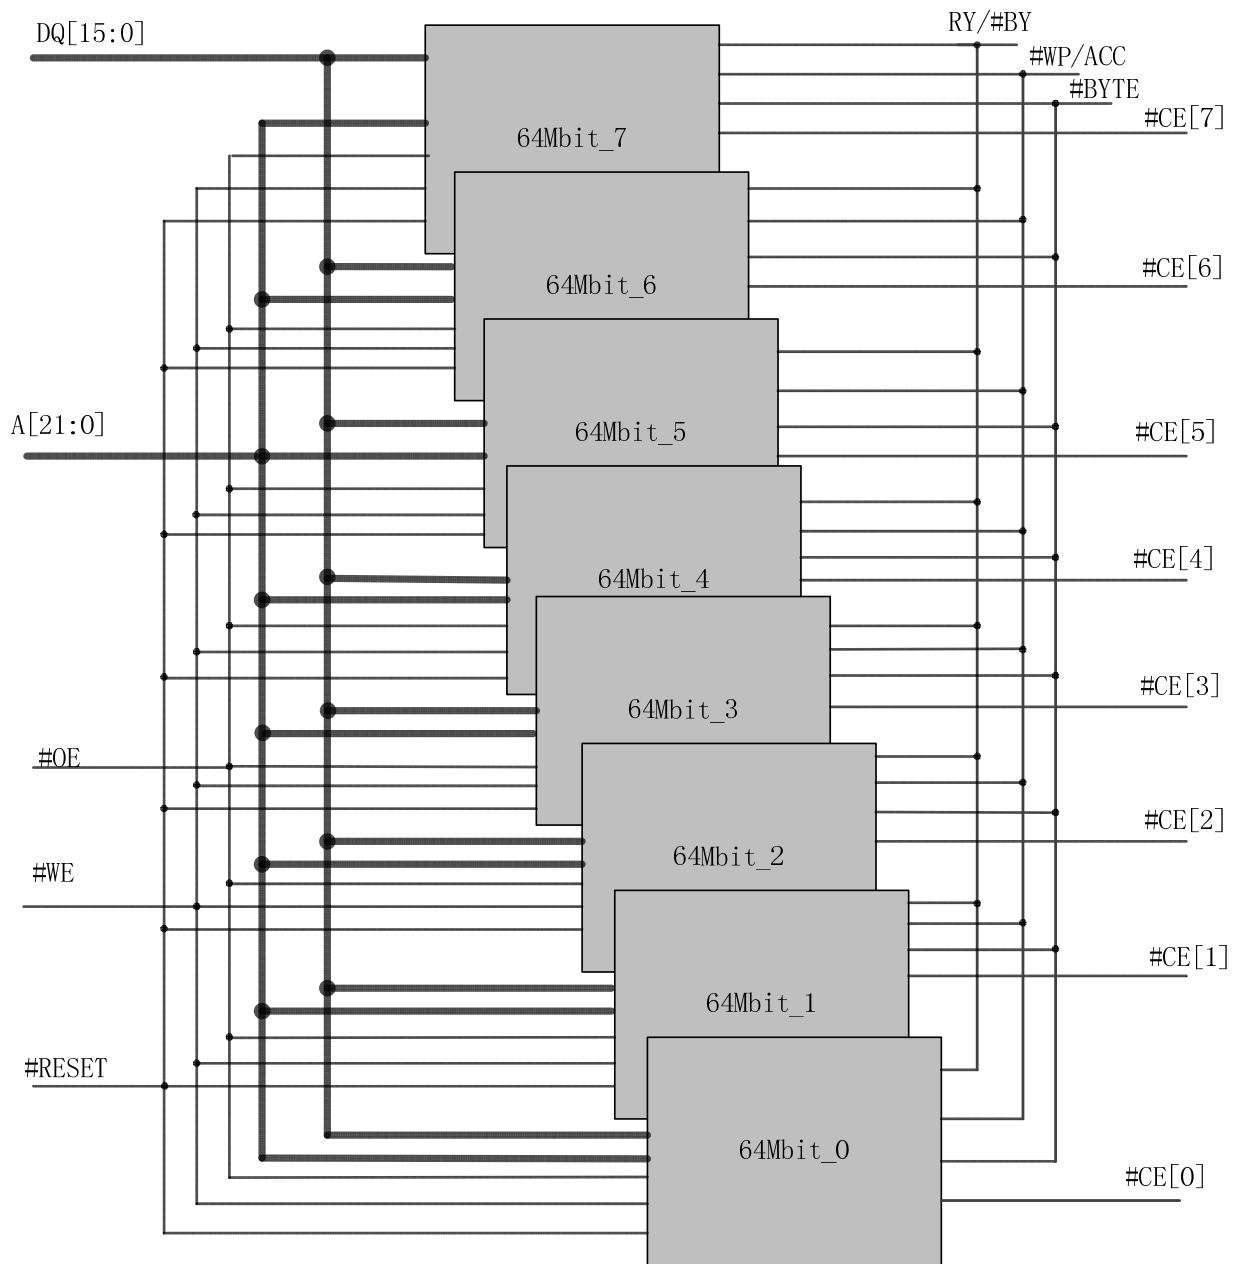 DQ[15:0]
RY/#BY
#WP/ACC
#BYTE
#CE[7]
64Mbit_7
#CE[6]
64Mbit_6
A[21:0]
#CE[5]
64Mbit_5
#CE[4]
64Mbit_4
#CE[3]
64Mbit_3
#OE
#CE[2]
64Mbit_2
#WE
#CE[1]
64Mbit_1
#RESET
64Mbit_0
#CE[0]